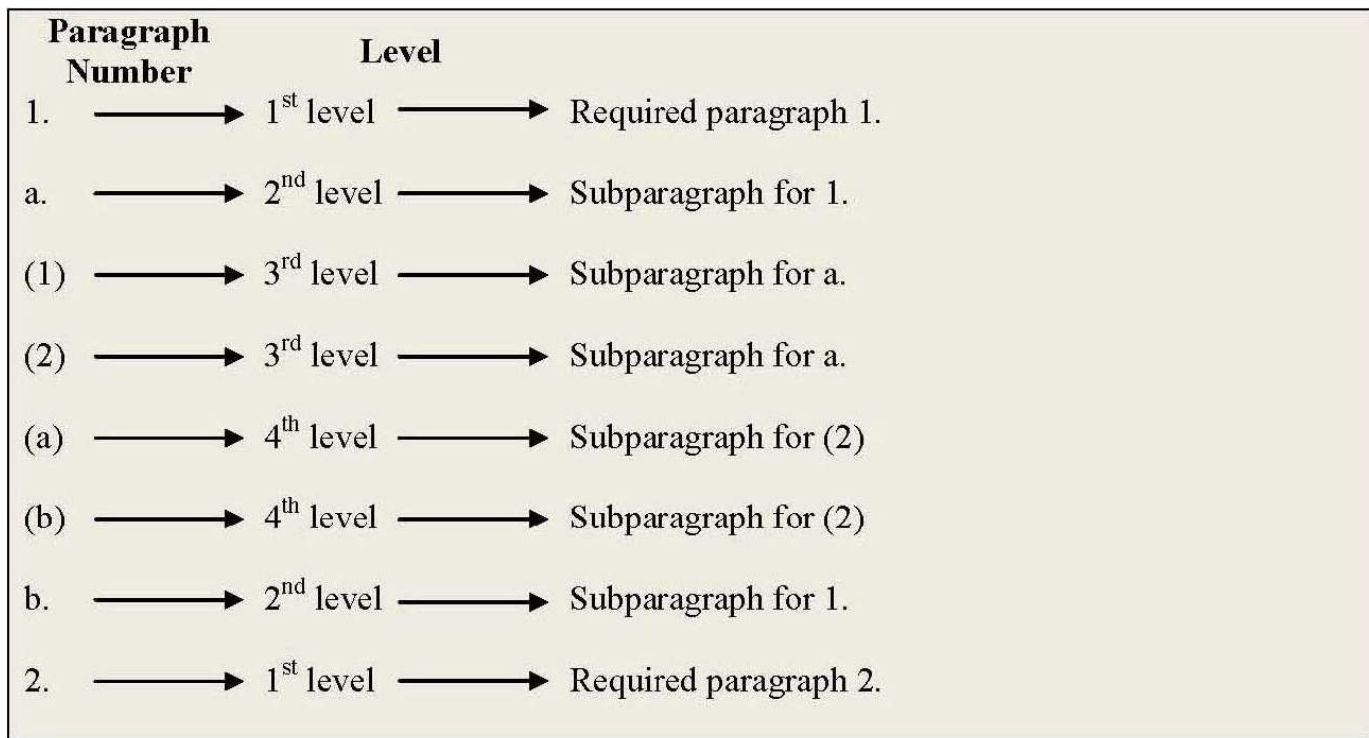 Paragraph Number Level
1. 1st level Required paragraph 1.
a. 2nd level Subparagraph for 1.
(1) 3rd level Subparagraph for a.
(2) 3rd level Subparagraph for a.
(a) 4th level Subparagraph for (2)
(b) 4th level Subparagraph for (2)
b. 2nd level Subparagraph for 1.
2. 1st level Required paragraph 2.